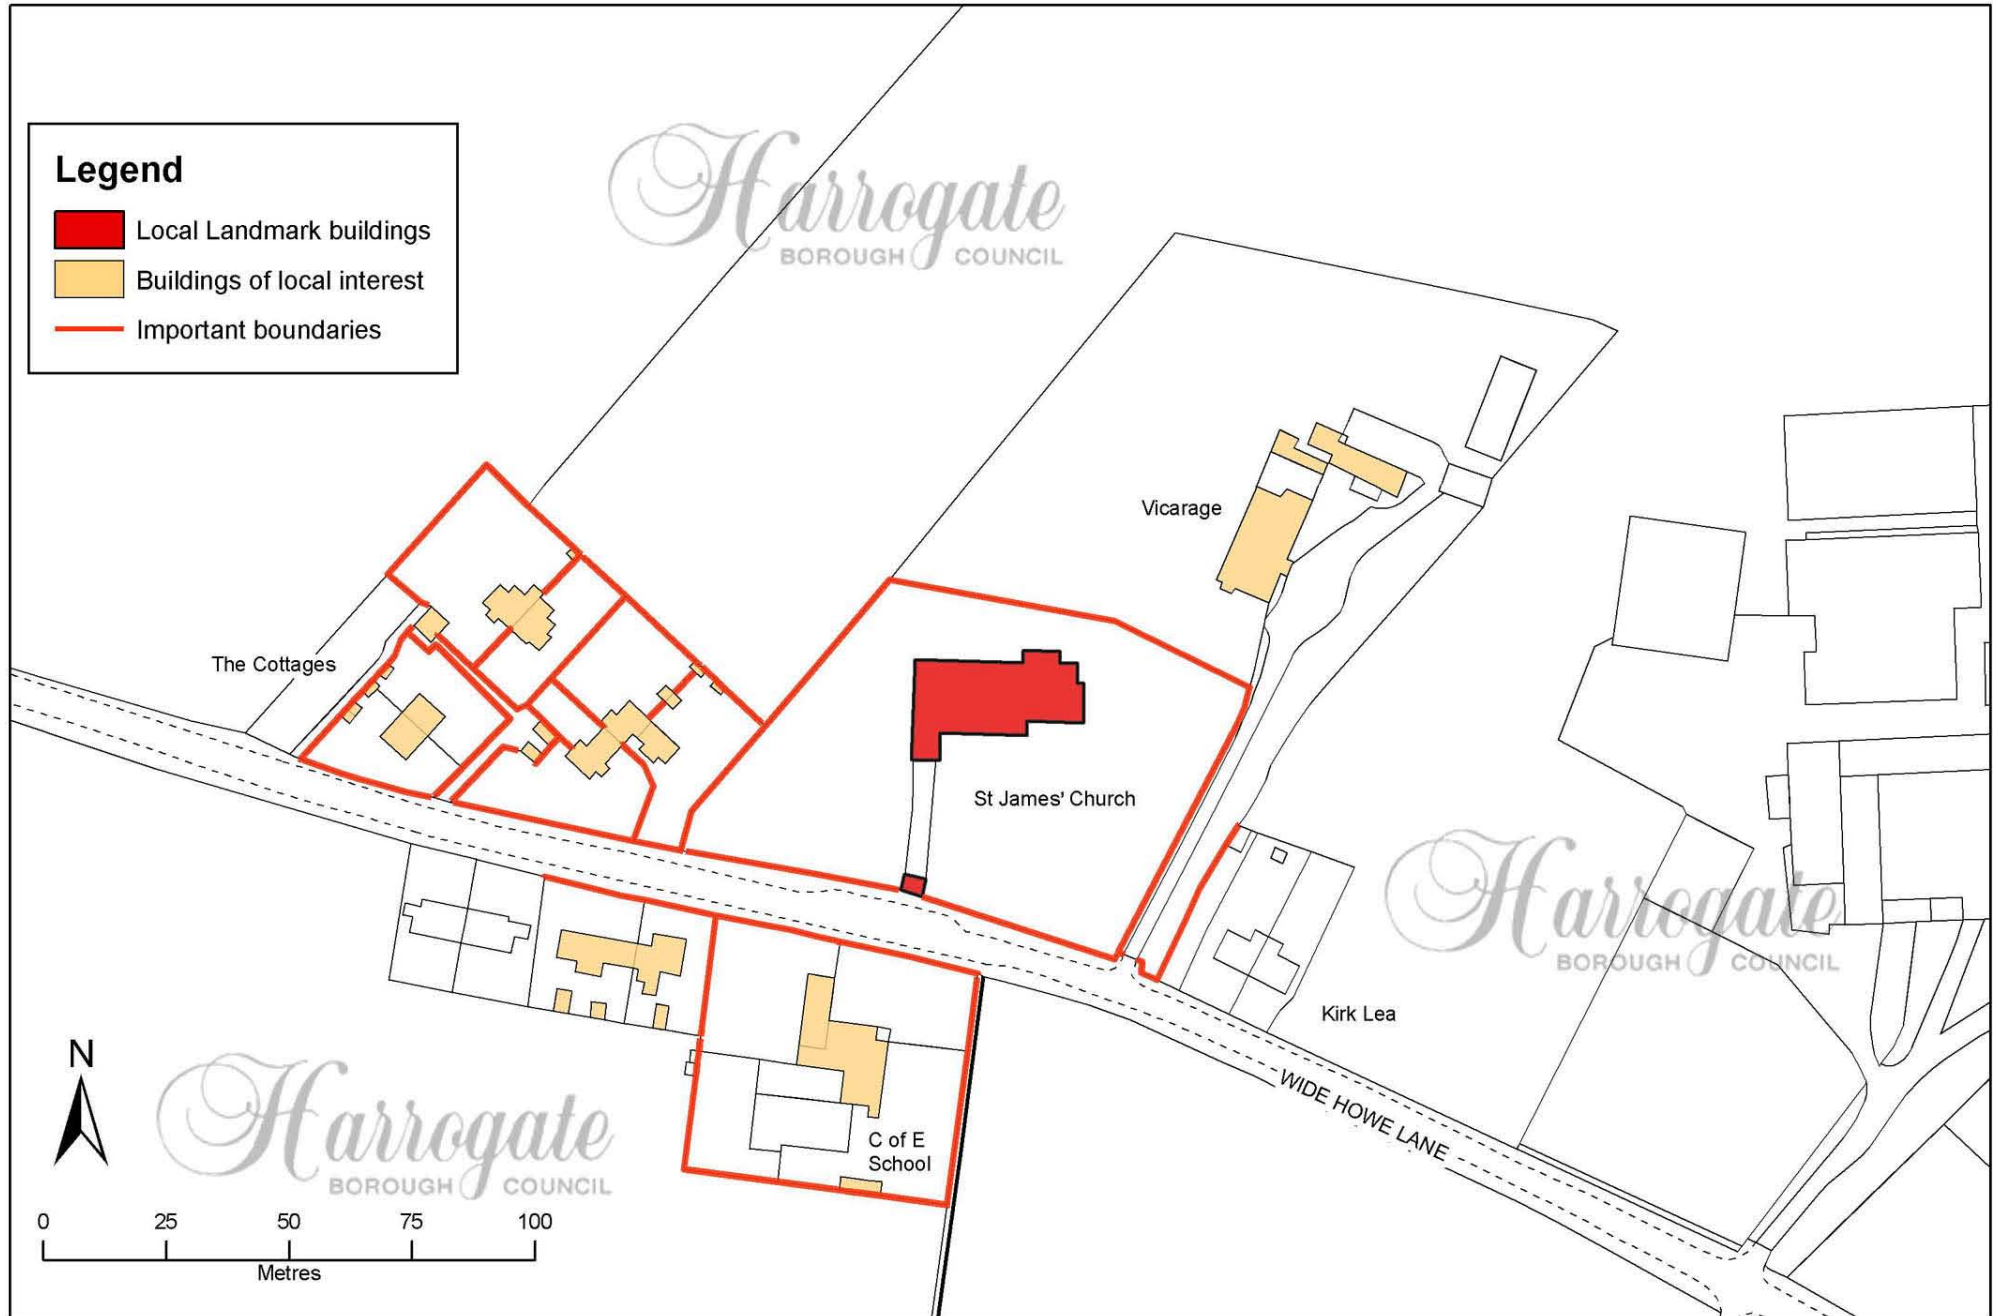 Legend
Local Landmark buildings
Buildings of local interest
Important boundaries
Harrogate
BOROUGH COUNCIL
Vicarage
The Cottages
St James' Church
Harrogate
BOROUGH COUNCIL
Kirk Lea
WIDE HOWE LANE
N
Harrogate
BOROUGH COUNCIL
C of E
School
0 25 50 75 100
Metres